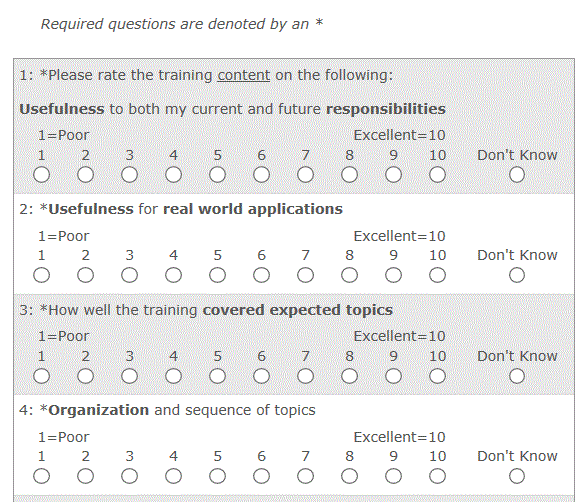 Required questions are denoted by an *
1: *Please rate the training content on the following:
Usefulness to both my current and future responsibilities
1=Poor Excellent=10
1 2 3 4 5 6 7 8 9 10 Don't Know
2: *Usefulness for real world applications
1=Poor Excellent=10
1 2 3 4 5 6 7 8 9 10 Don't Know
3: *How well the training covered expected topics
1=Poor Excellent=10
1 2 3 4 5 6 7 8 9 10 Don't Know
4: *Organization and sequence of topics
1=Poor Excellent=10
1 2 3 4 5 6 7 8 9 10 Don't Know